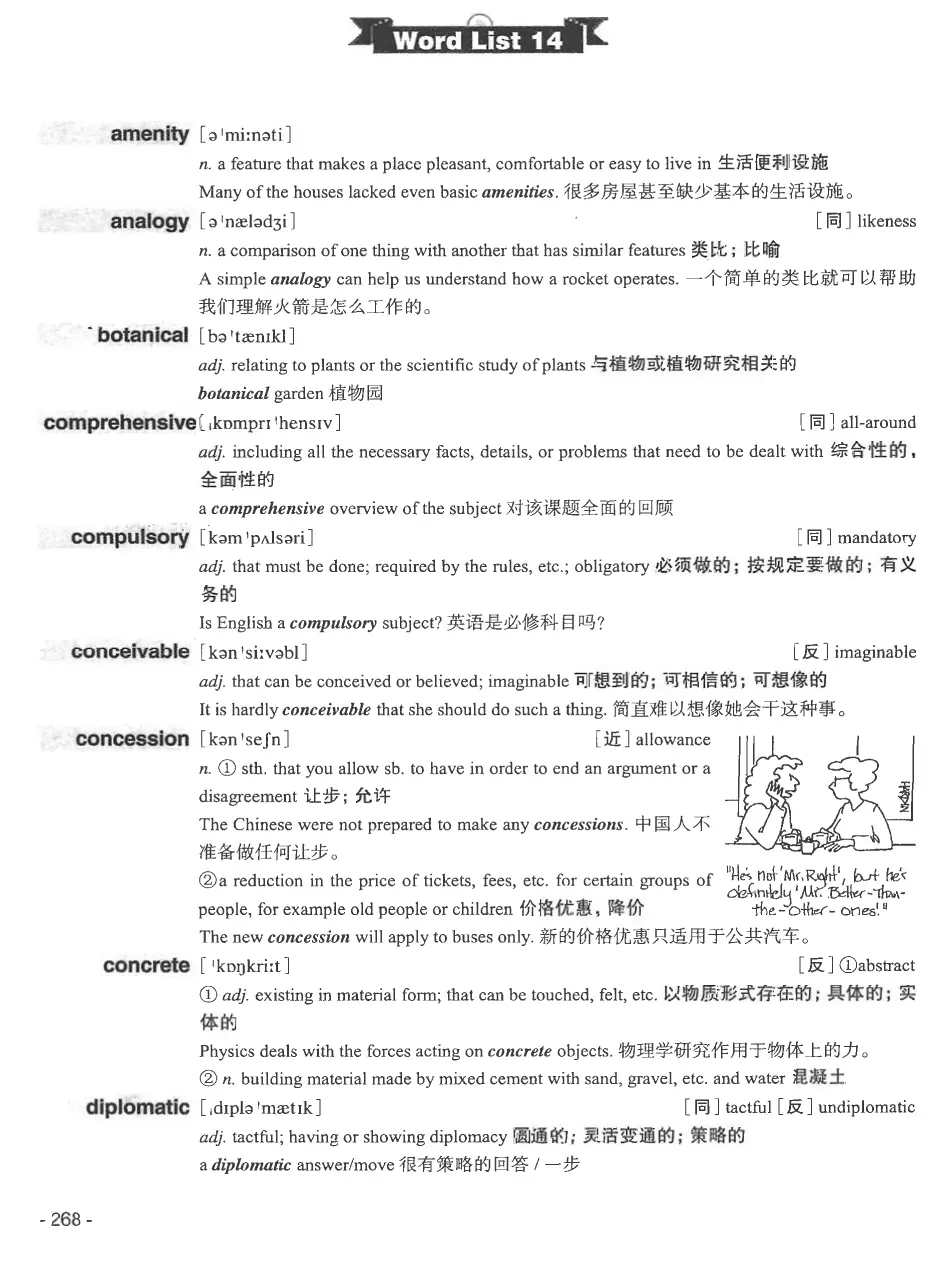 Word List 14
amenity [ə'miːnəti]
n. a feature that makes a place pleasant, comfortable or easy to live in 生活便利设施
Many of the houses lacked even basic amenities. 很多房屋甚至缺少基本的生活设施。
analogy [ə'nælədʒi] [同] likeness
n. a comparison of one thing with another that has similar features 类比；比喻
A simple analogy can help us understand how a rocket operates. 一个简单的类比就可以帮助
我们理解火箭是怎么工作的。
botanical [bə'tænɪkl]
adj. relating to plants or the scientific study of plants 与植物或植物研究相关的
botanical garden 植物园
comprehensive [ˌkɒmprɪ'hensɪv] [同] all-around
adj. including all the necessary facts, details, or problems that need to be dealt with 综合性的，
全面性的
a comprehensive overview of the subject 对该课题全面的回顾
compulsory [kəm'pʌlsəri] [同] mandatory
adj. that must be done; required by the rules, etc.; obligatory 必须做的；按规定要做的；有义
务的
Is English a compulsory subject? 英语是必修科目吗?
conceivable [kən'siːvəbl] [反] imaginable
adj. that can be conceived or believed; imaginable 可想到的；可相信的；可想像的
It is hardly conceivable that she should do such a thing. 简直难以想像她会干这种事。
concession [kən'seʃn] [近] allowance
n. ① sth. that you allow sb. to have in order to end an argument or a
disagreement 让步；允许
The Chinese were not prepared to make any concessions. 中国人不
准备做任何让步。
②a reduction in the price of tickets, fees, etc. for certain groups of
people, for example old people or children 价格优惠，降价
The new concession will apply to buses only. 新的价格优惠只适用于公共汽车。
"He's not 'Mr. Right', but he's
definitely 'Mr. Better-Than-
the-Other-ones!"
concrete ['kɒŋkriːt] [反] ①abstract
① adj. existing in material form; that can be touched, felt, etc. 以物质形式存在的；具体的；实
体的
Physics deals with the forces acting on concrete objects. 物理学研究作用于物体上的力。
② n. building material made by mixed cement with sand, gravel, etc. and water 混凝土
diplomatic [ˌdɪplə'mætɪk] [同] tactful [反] undiplomatic
adj. tactful; having or showing diplomacy 圆通的；灵活变通的；策略的
a diplomatic answer/move 很有策略的回答 / 一步
- 268 -